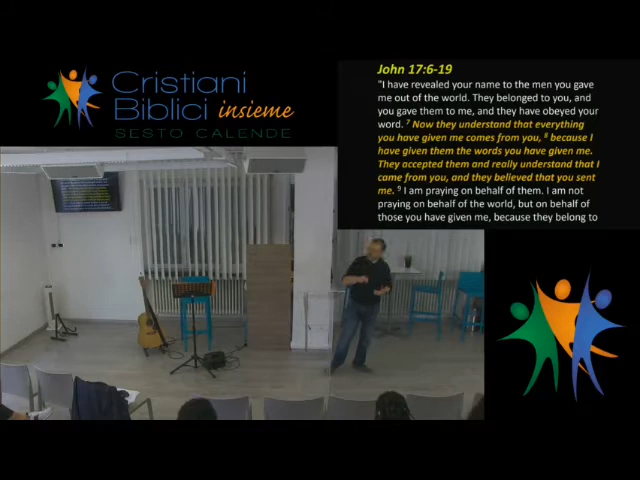 Cristiani
Biblici insieme
SESTO CALENDE
John 17:6-19
"I have revealed your name to the men you gave
me out of the world. They belonged to you, and
you gave them to me, and they have obeyed your
word. 7 Now they understand that everything
you have given me comes from you, 8 because I
have given them the words you have given me.
They accepted them and really understand that I
came from you, and they believed that you sent
me. 9 I am praying on behalf of them. I am not
praying on behalf of the world, but on behalf of
those you have given me, because they belong to